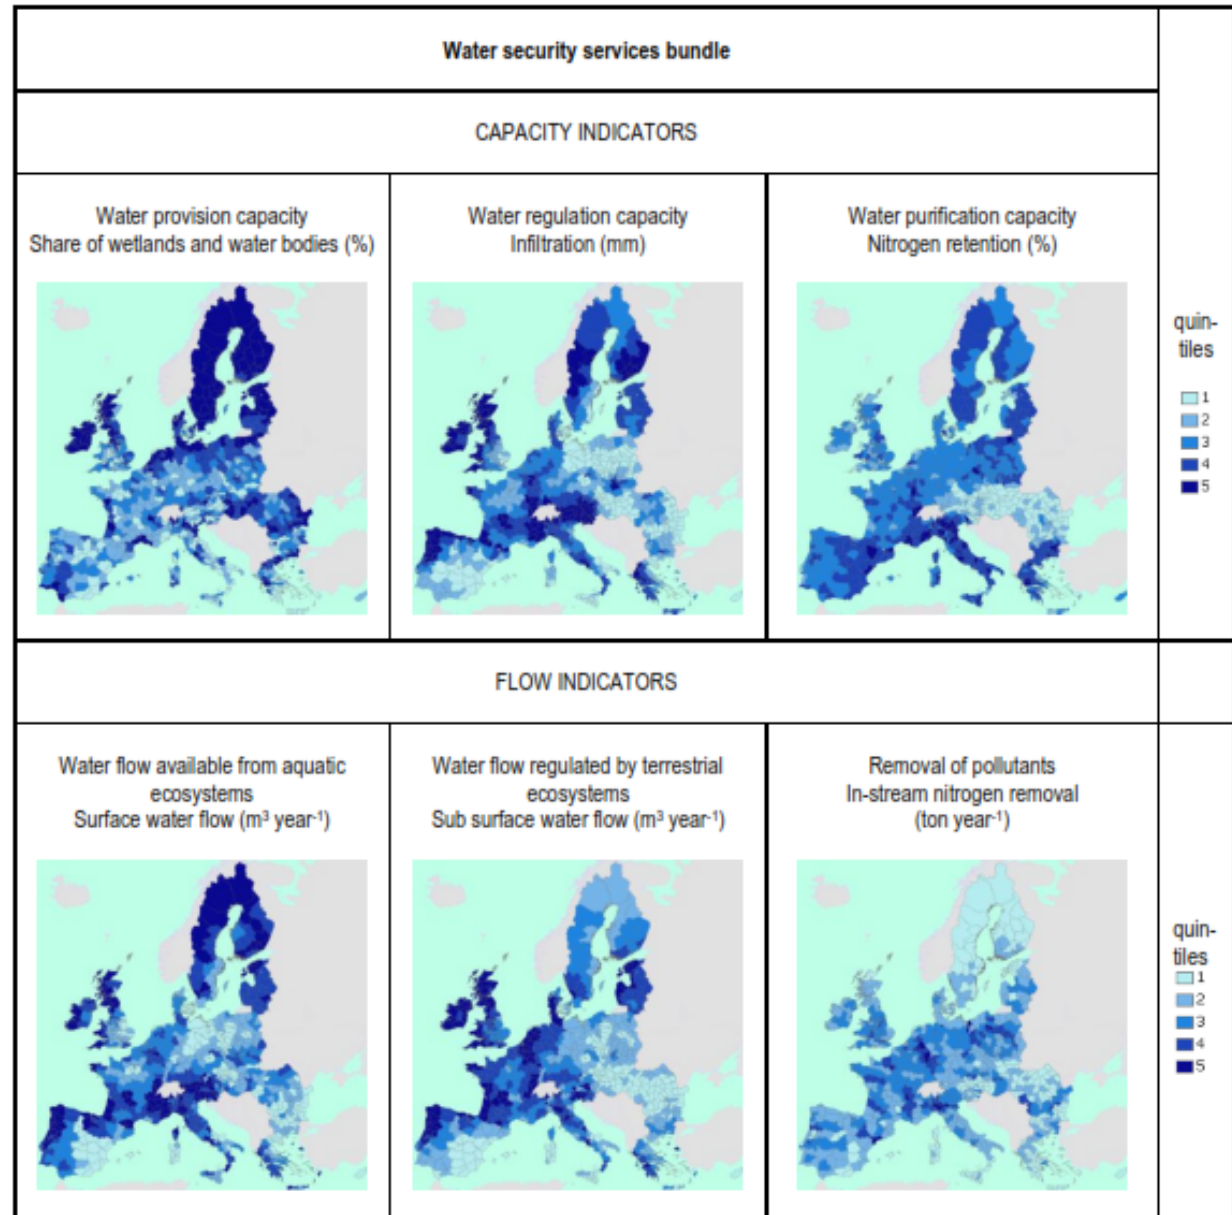 Water security services bundle
CAPACITY INDICATORS
Water provision capacity
Share of wetlands and water bodies (%)
Water regulation capacity
Infiltration (mm)
Water purification capacity
Nitrogen retention (%)
quin-
tiles
1
2
3
4
5
FLOW INDICATORS
Water flow available from aquatic
ecosystems
Surface water flow (m³ year⁻¹)
Water flow regulated by terrestrial
ecosystems
Sub surface water flow (m³ year⁻¹)
Removal of pollutants
In-stream nitrogen removal
(ton year⁻¹)
quin-
tiles
1
2
3
4
5